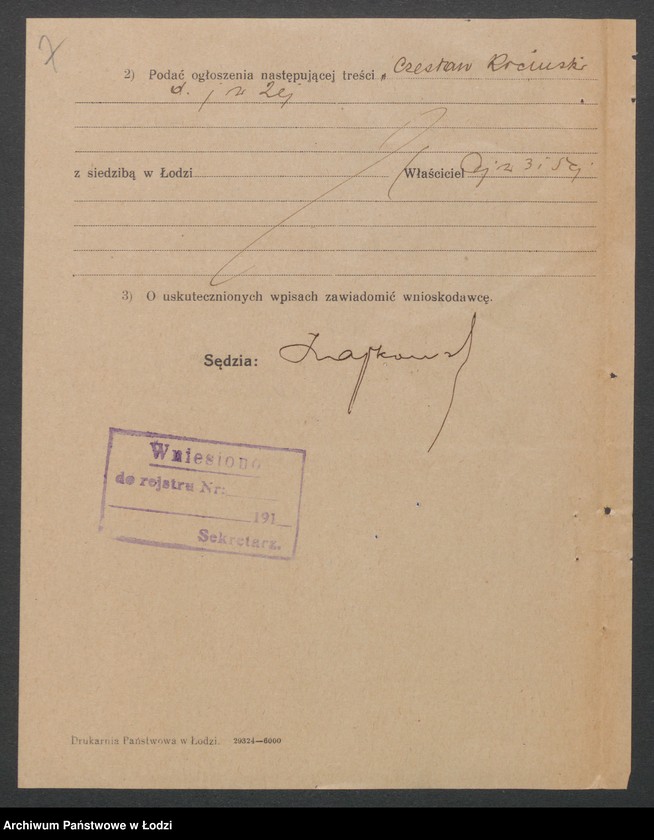 2) Podać ogłoszenia następującej treści „ Czesław
z siedzibą w Łodzi Właściciel
3) O uskutecznionych wpisach zawiadomić wnioskodawcę.
Sędzia:
Wniesiono
do rejstru Nr:
191
Sekretarz.
Drukarnia Państwowa w Łodzi. 29324—6000
Archiwum Państwowe w Łodzi